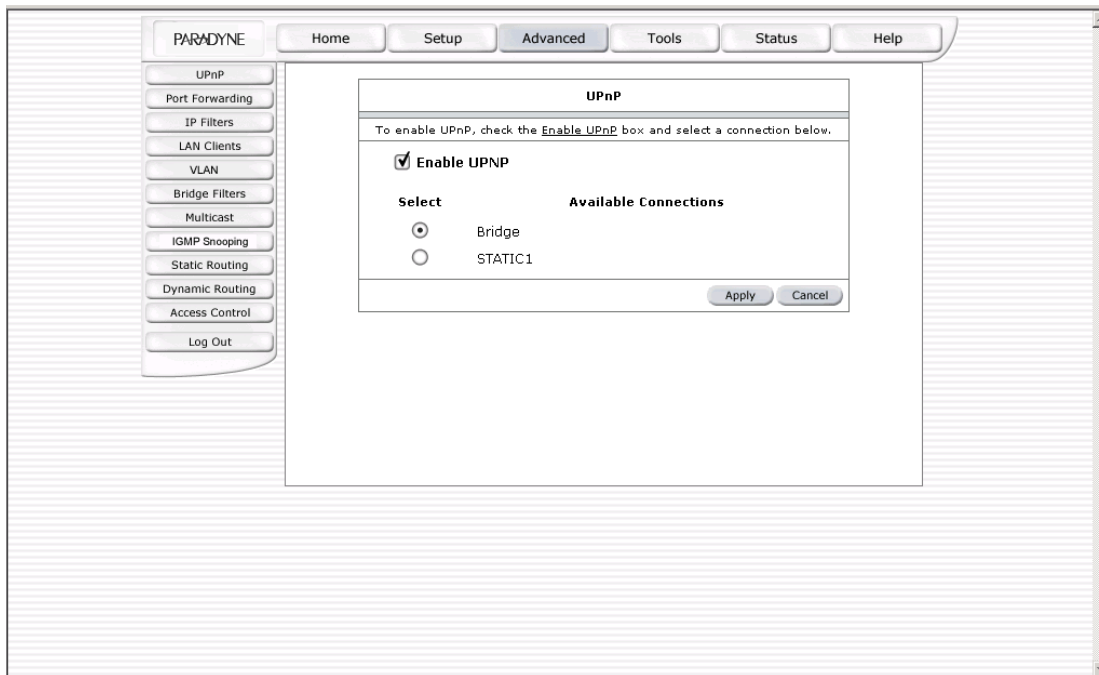 PARADYNE
Home Setup Advanced Tools Status Help
UPnP
Port Forwarding
IP Filters
LAN Clients
VLAN
Bridge Filters
Multicast
IGMP Snooping
Static Routing
Dynamic Routing
Access Control
Log Out
UPnP
To enable UPnP, check the Enable UPnP box and select a connection below.
Enable UPNP
Select Available Connections
Bridge
STATIC1
Apply Cancel